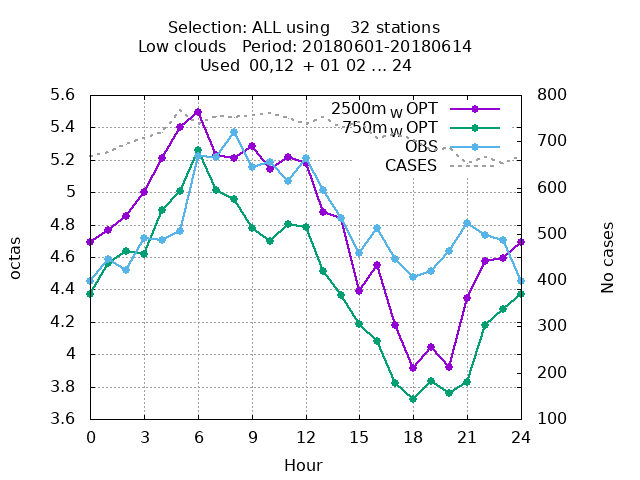 Selection: ALL using 32 stations
Low clouds Period: 20180601-20180614
Used 00,12 + 01 02 ... 24
5.6
5.4
5.2
5
4.8
4.6
4.4
4.2
4
3.8
3.6
800
700
600
500
400
300
200
100
2500m W OPT
750m W OPT
OBS
CASES
octas
No cases
0 3 6 9 12 15 18 21 24
Hour